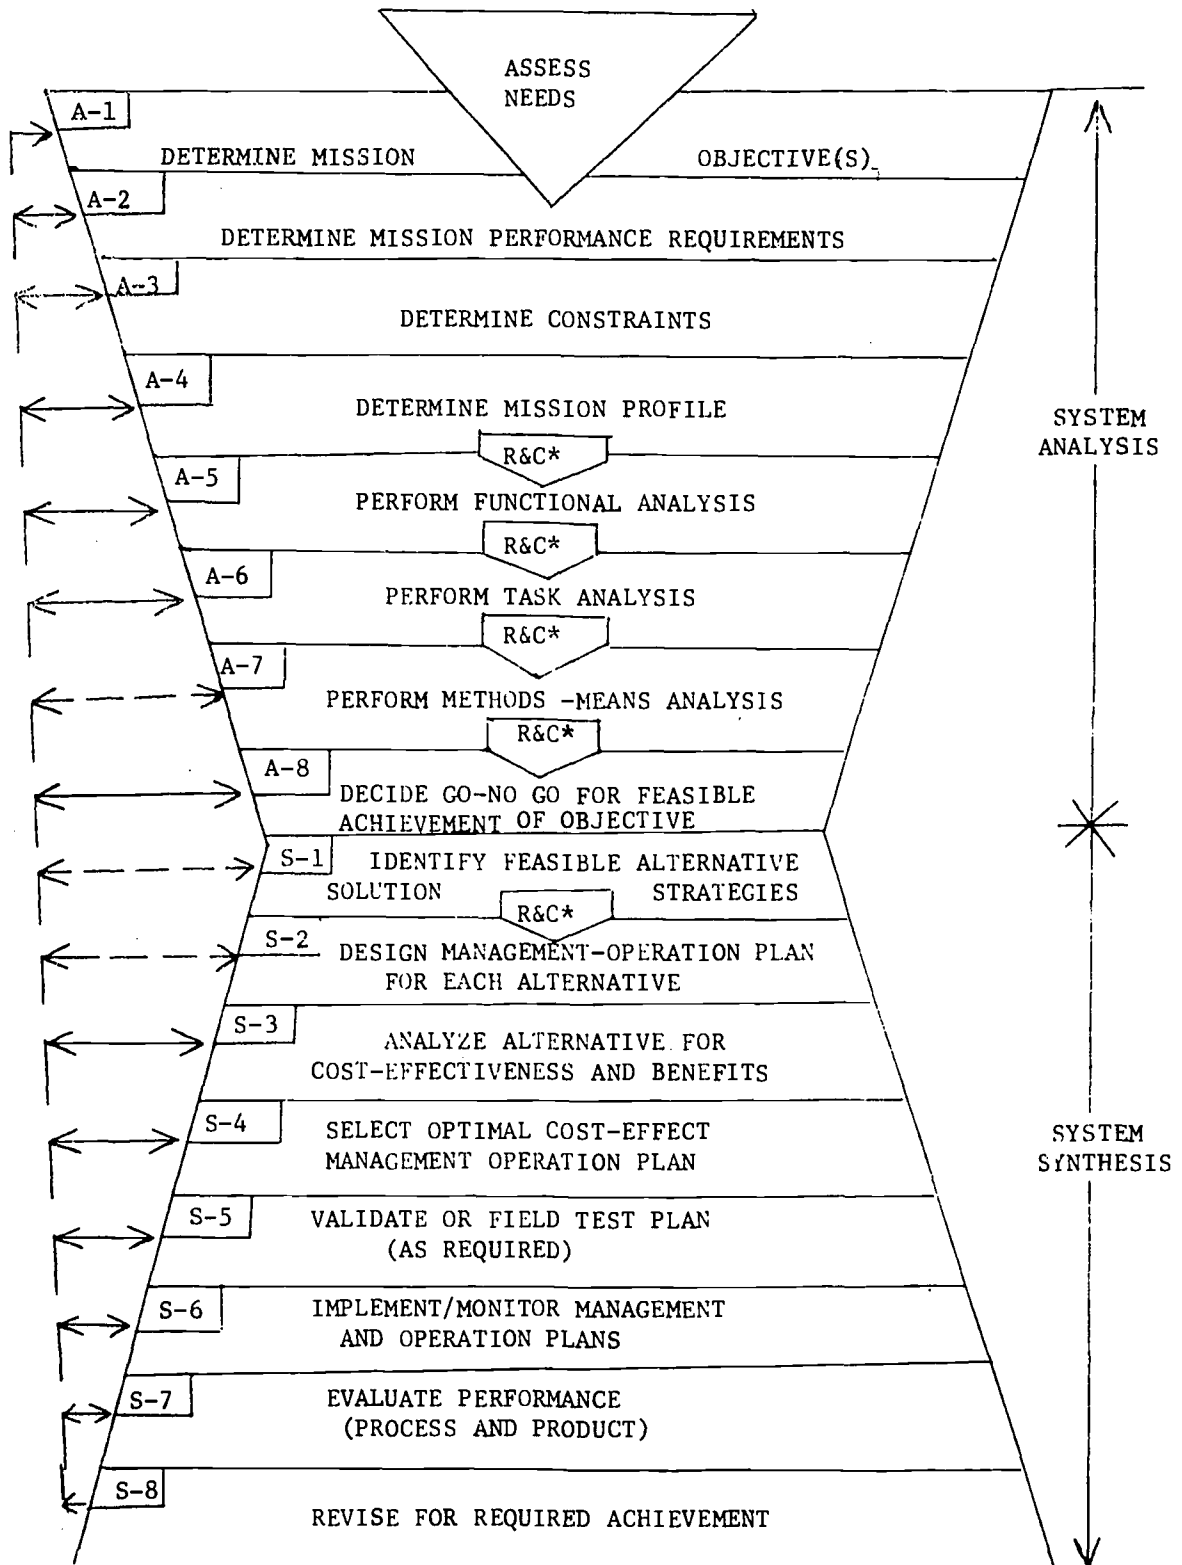 ASSESS
NEEDS
A-1
DETERMINE MISSION OBJECTIVE(S)
A-2
DETERMINE MISSION PERFORMANCE REQUIREMENTS
A-3
DETERMINE CONSTRAINTS
A-4
DETERMINE MISSION PROFILE
R&C*
A-5
PERFORM FUNCTIONAL ANALYSIS
R&C*
A-6
PERFORM TASK ANALYSIS
R&C*
A-7
PERFORM METHODS -MEANS ANALYSIS
R&C*
A-8
DECIDE GO-NO GO FOR FEASIBLE
ACHIEVEMENT OF OBJECTIVE
SYSTEM
ANALYSIS
S-1
IDENTIFY FEASIBLE ALTERNATIVE
SOLUTION STRATEGIES
R&C*
S-2
DESIGN MANAGEMENT-OPERATION PLAN
FOR EACH ALTERNATIVE
S-3
ANALYZE ALTERNATIVE FOR
COST-EFFECTIVENESS AND BENEFITS
S-4
SELECT OPTIMAL COST-EFFECT
MANAGEMENT OPERATION PLAN
S-5
VALIDATE OR FIELD TEST PLAN
(AS REQUIRED)
S-6
IMPLEMENT/MONITOR MANAGEMENT
AND OPERATION PLANS
S-7
EVALUATE PERFORMANCE
(PROCESS AND PRODUCT)
S-8
REVISE FOR REQUIRED ACHIEVEMENT
SYSTEM
SYNTHESIS